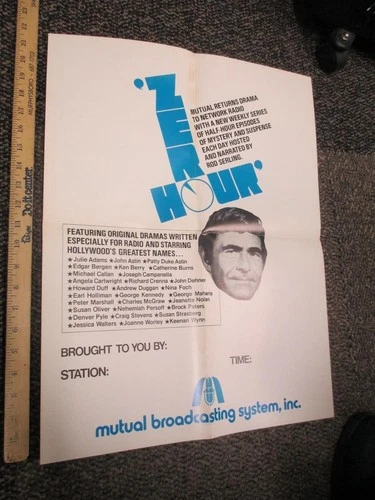 'ZERO HOUR'
MUTUAL RETURNS DRAMA
TO NETWORK RADIO
WITH A NEW WEEKLY SERIES
OF HALF-HOUR EPISODES
OF MYSTERY AND SUSPENSE
EACH DAY HOSTED
AND NARRATED BY
ROD SERLING.
FEATURING ORIGINAL DRAMAS WRITTEN
ESPECIALLY FOR RADIO AND STARRING
HOLLYWOOD'S GREATEST NAMES...
★Julie Adams ★John Astin ★Patty Duke Astin
★Edgar Bergen ★Ken Berry ★Catherine Burns
★Michael Callan ★Joseph Campanella
★Angela Cartwright ★Richard Crenna ★John Dehner
★Howard Duff ★Andrew Duggan ★Nina Foch
★Earl Holliman ★George Kennedy ★George Maharis
★Peter Marshall ★Charles McGraw ★Jeanette Nolan
★Susan Oliver ★Nehemiah Persoff ★Brock Peters
★Denver Pyle ★Craig Stevens ★Susan Strasberg
★Jessica Walters ★Joanne Worley ★Keenan Wynn
BROUGHT TO YOU BY:
STATION: TIME:
mutual broadcasting system, inc.